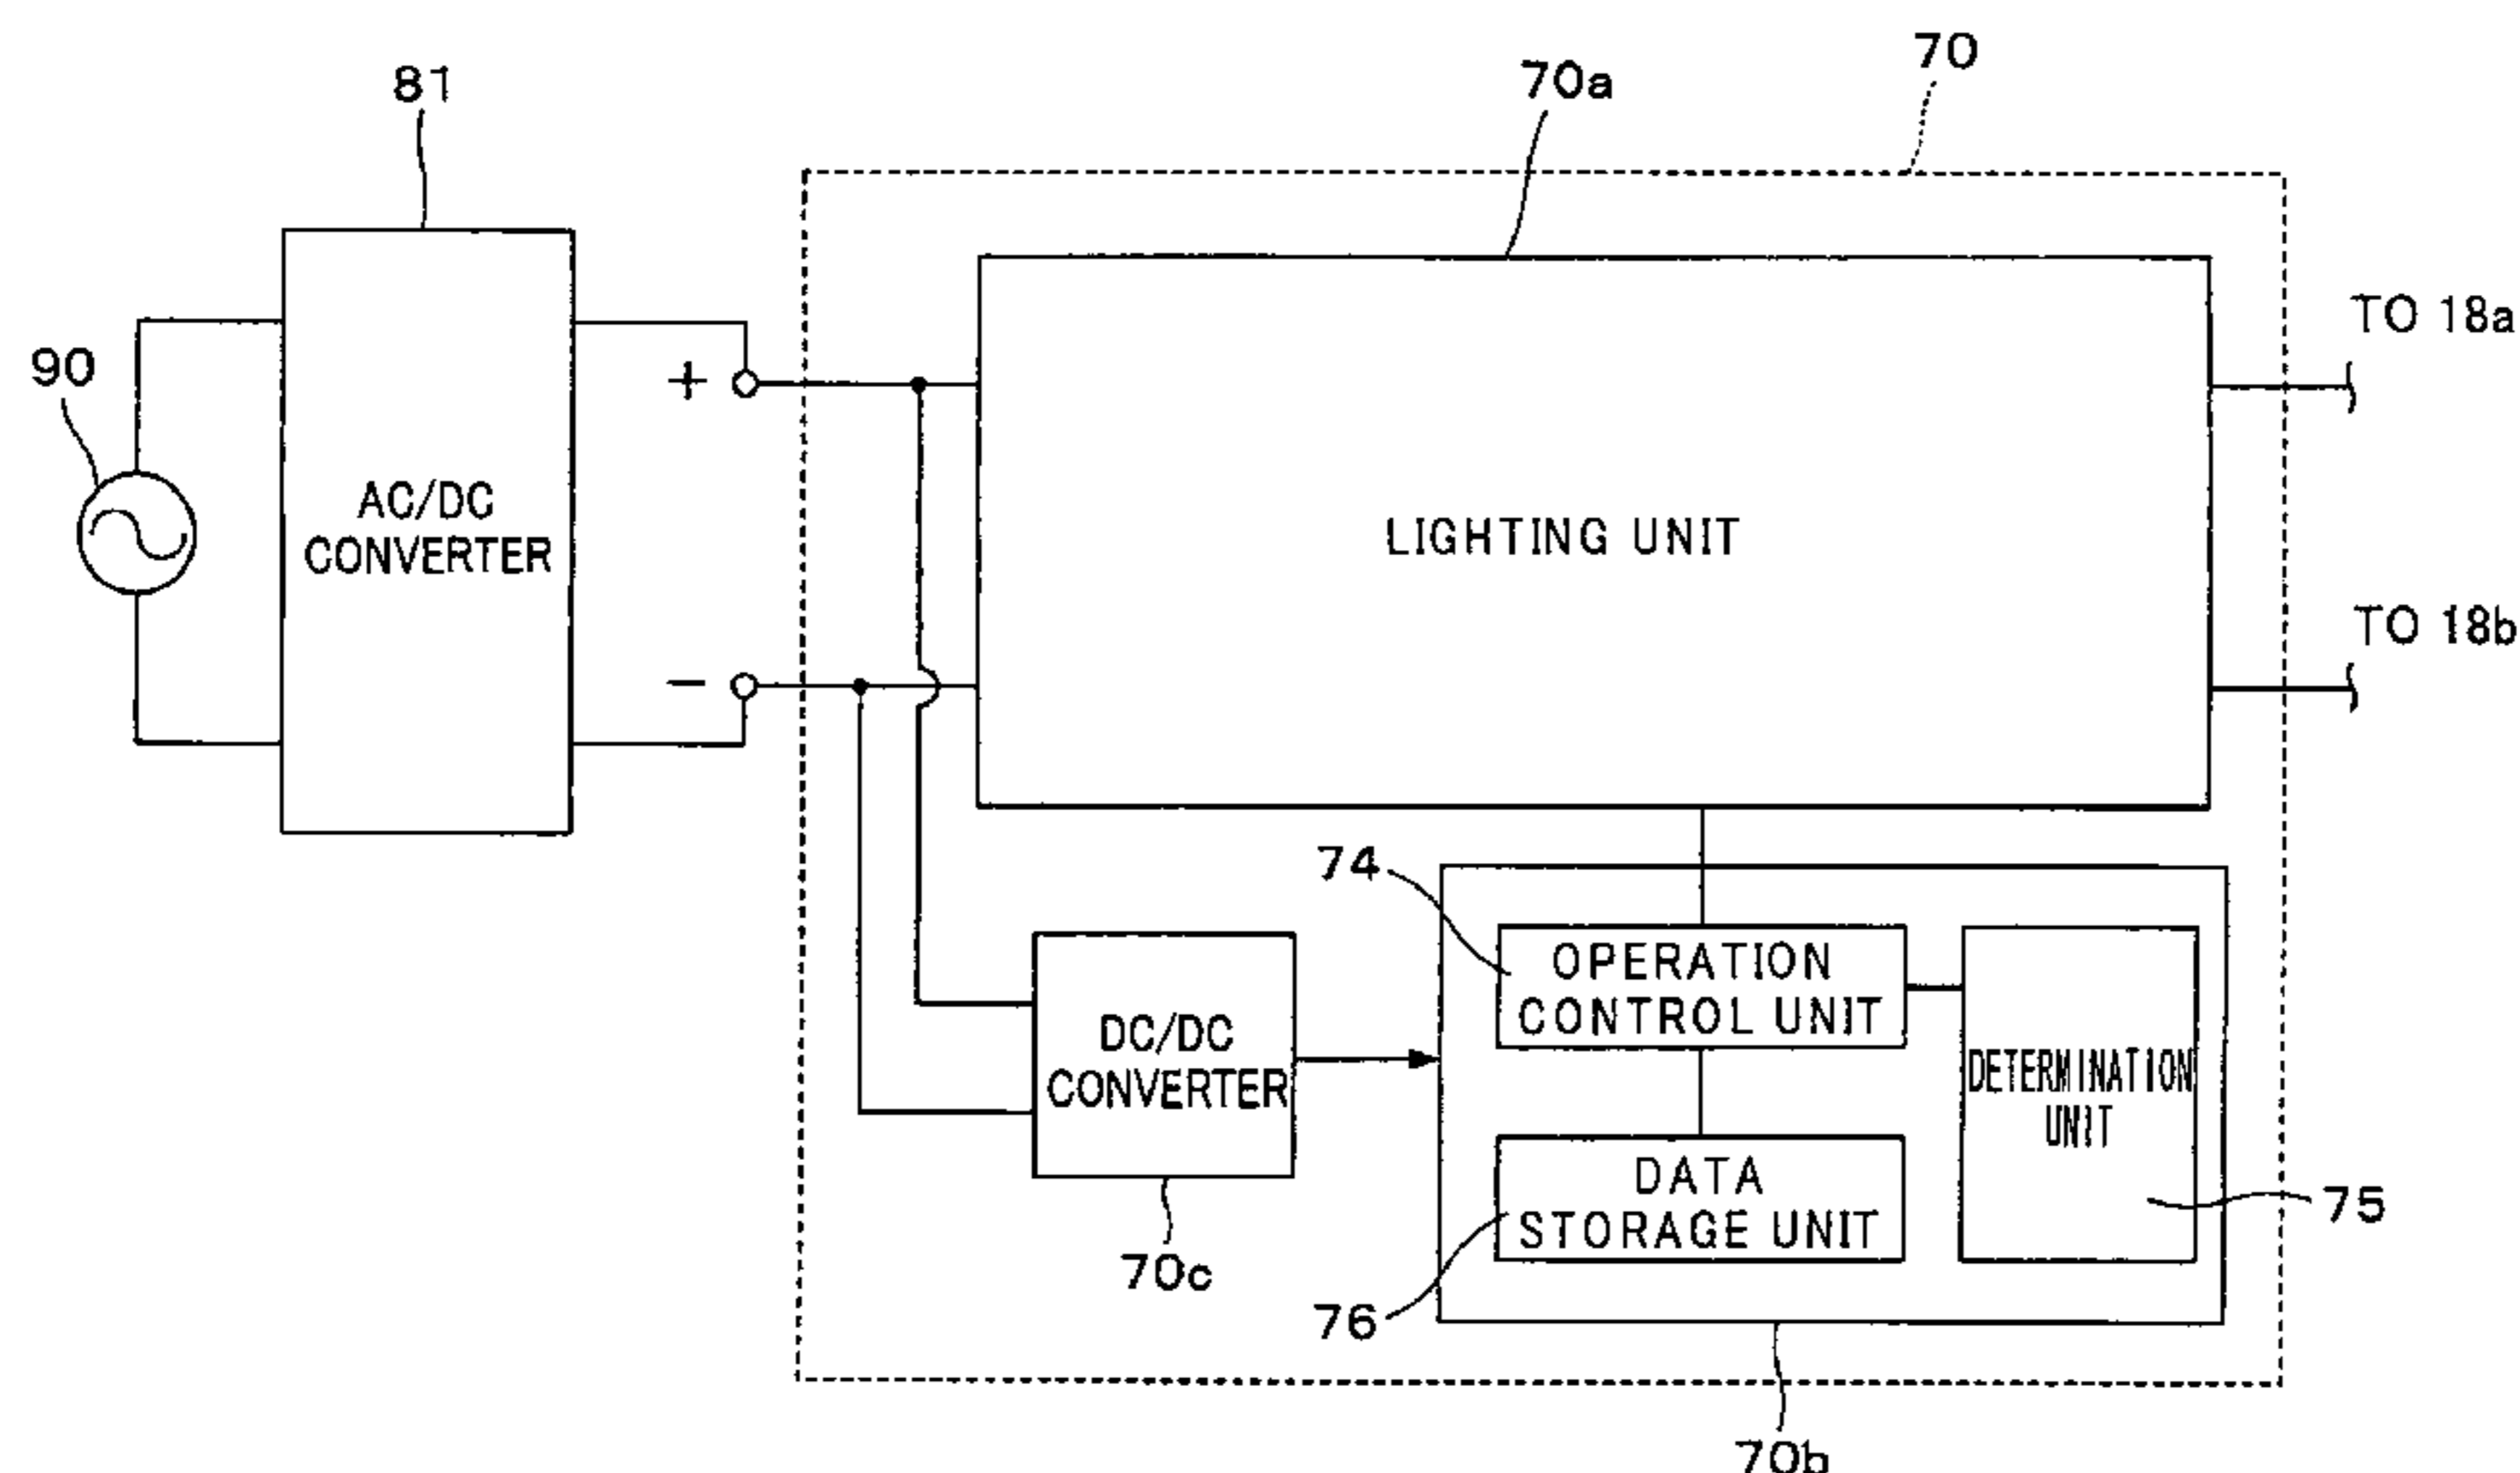 70
70a
81
TO 18a
90
+
AC/DC
CONVERTER
LIGHTING UNIT
TO 18b
−
74
OPERATION
CONTROL UNIT
DC/DC
CONVERTER
DETERMINATION
UNIT
DATA
STORAGE UNIT
75
70c
76
70b